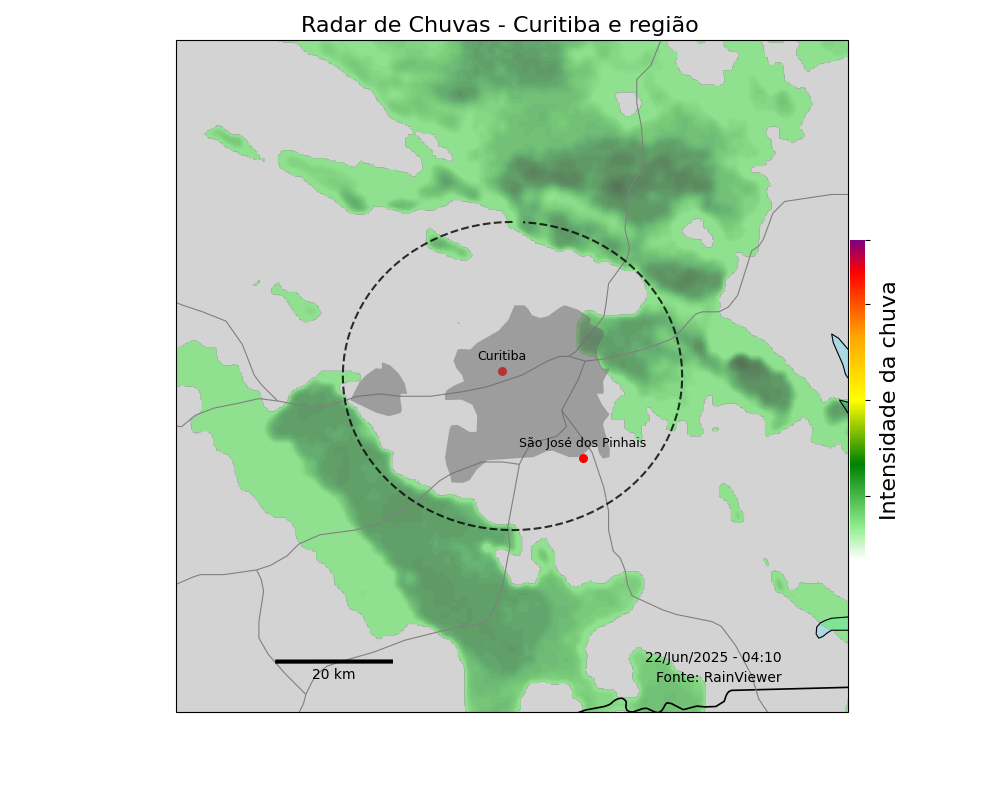 Radar de Chuvas - Curitiba e região
Curitiba
São José dos Pinhais
Intensidade da chuva
22/Jun/2025 - 04:10
Fonte: RainViewer
20 km